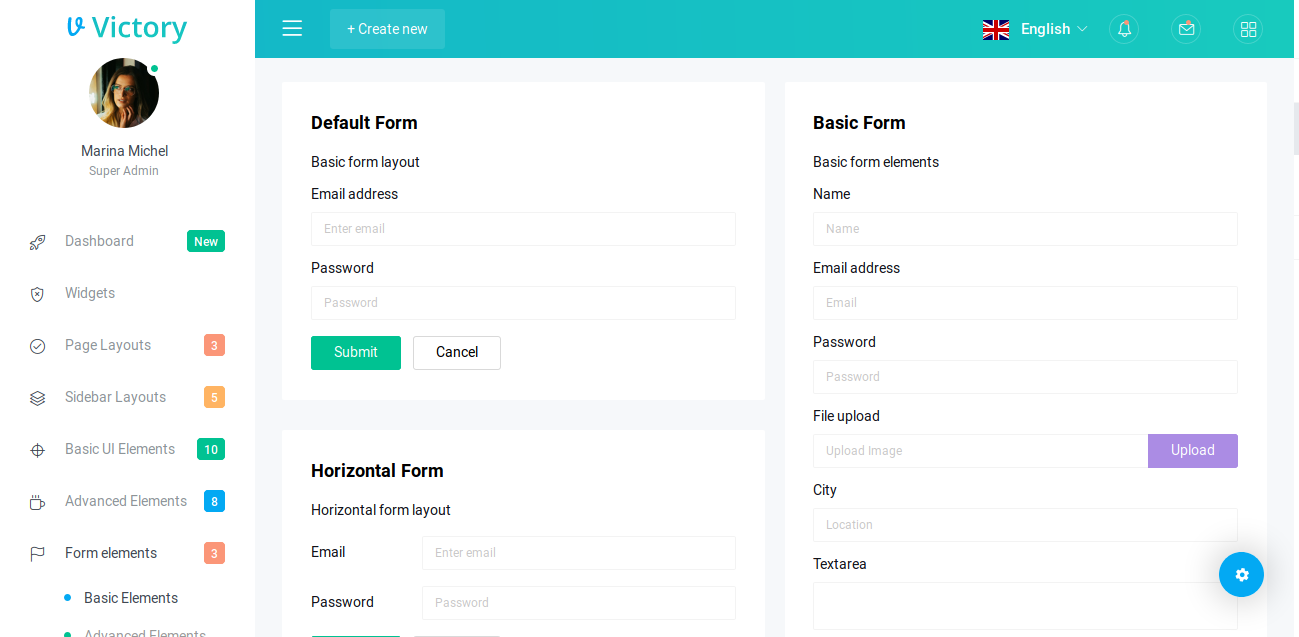 Victory
Marina Michel
Super Admin
Dashboard New
Widgets
Page Layouts 3
Sidebar Layouts 5
Basic UI Elements 10
Advanced Elements 8
Form elements 3
Basic Elements
Advanced Elements
+ Create new
English
Default Form
Basic form layout
Email address
Enter email
Password
Password
Submit Cancel
Horizontal Form
Horizontal form layout
Email Enter email
Password Password
Basic Form
Basic form elements
Name
Name
Email address
Email
Password
Password
File upload
Upload Image Upload
City
Location
Textarea